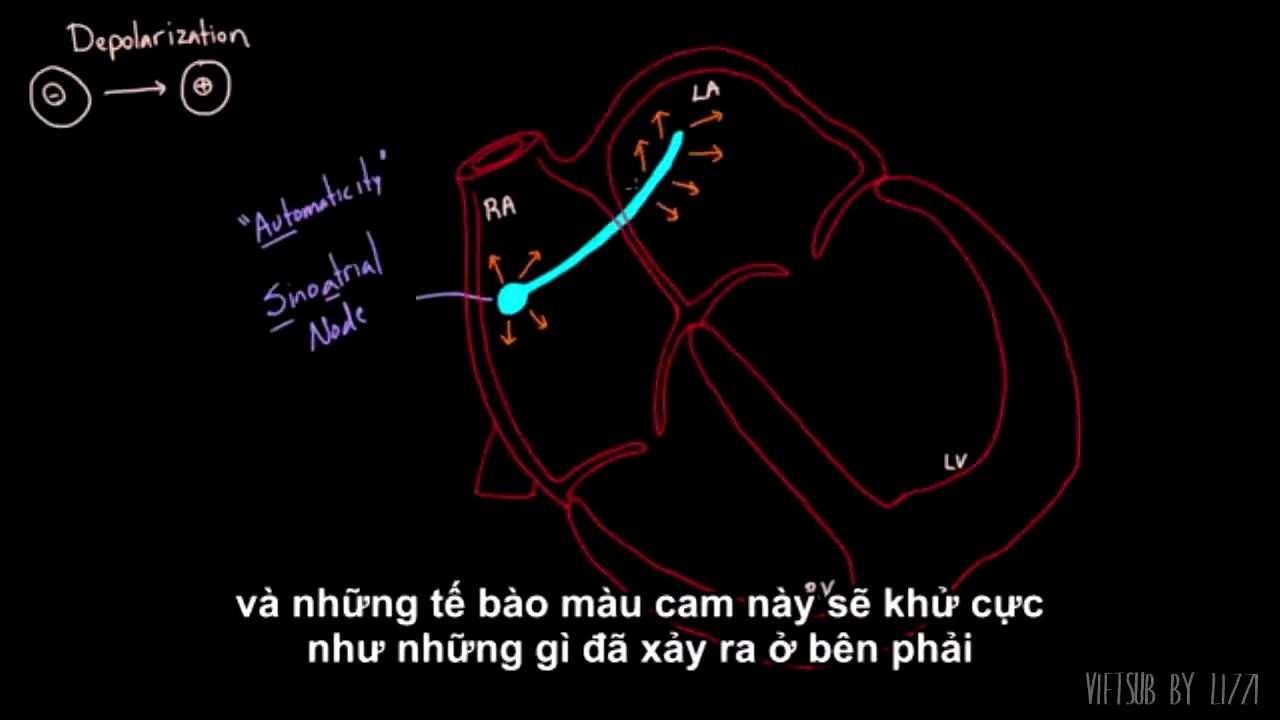 Depolarization
⊖ → ⊕
LA
"Automaticity"
RA
Sinoatrial
Node
LV
RV
và những tế bào màu cam này sẽ khử cực
như những gì đã xảy ra ở bên phải
VIETSUB BY LIZZI